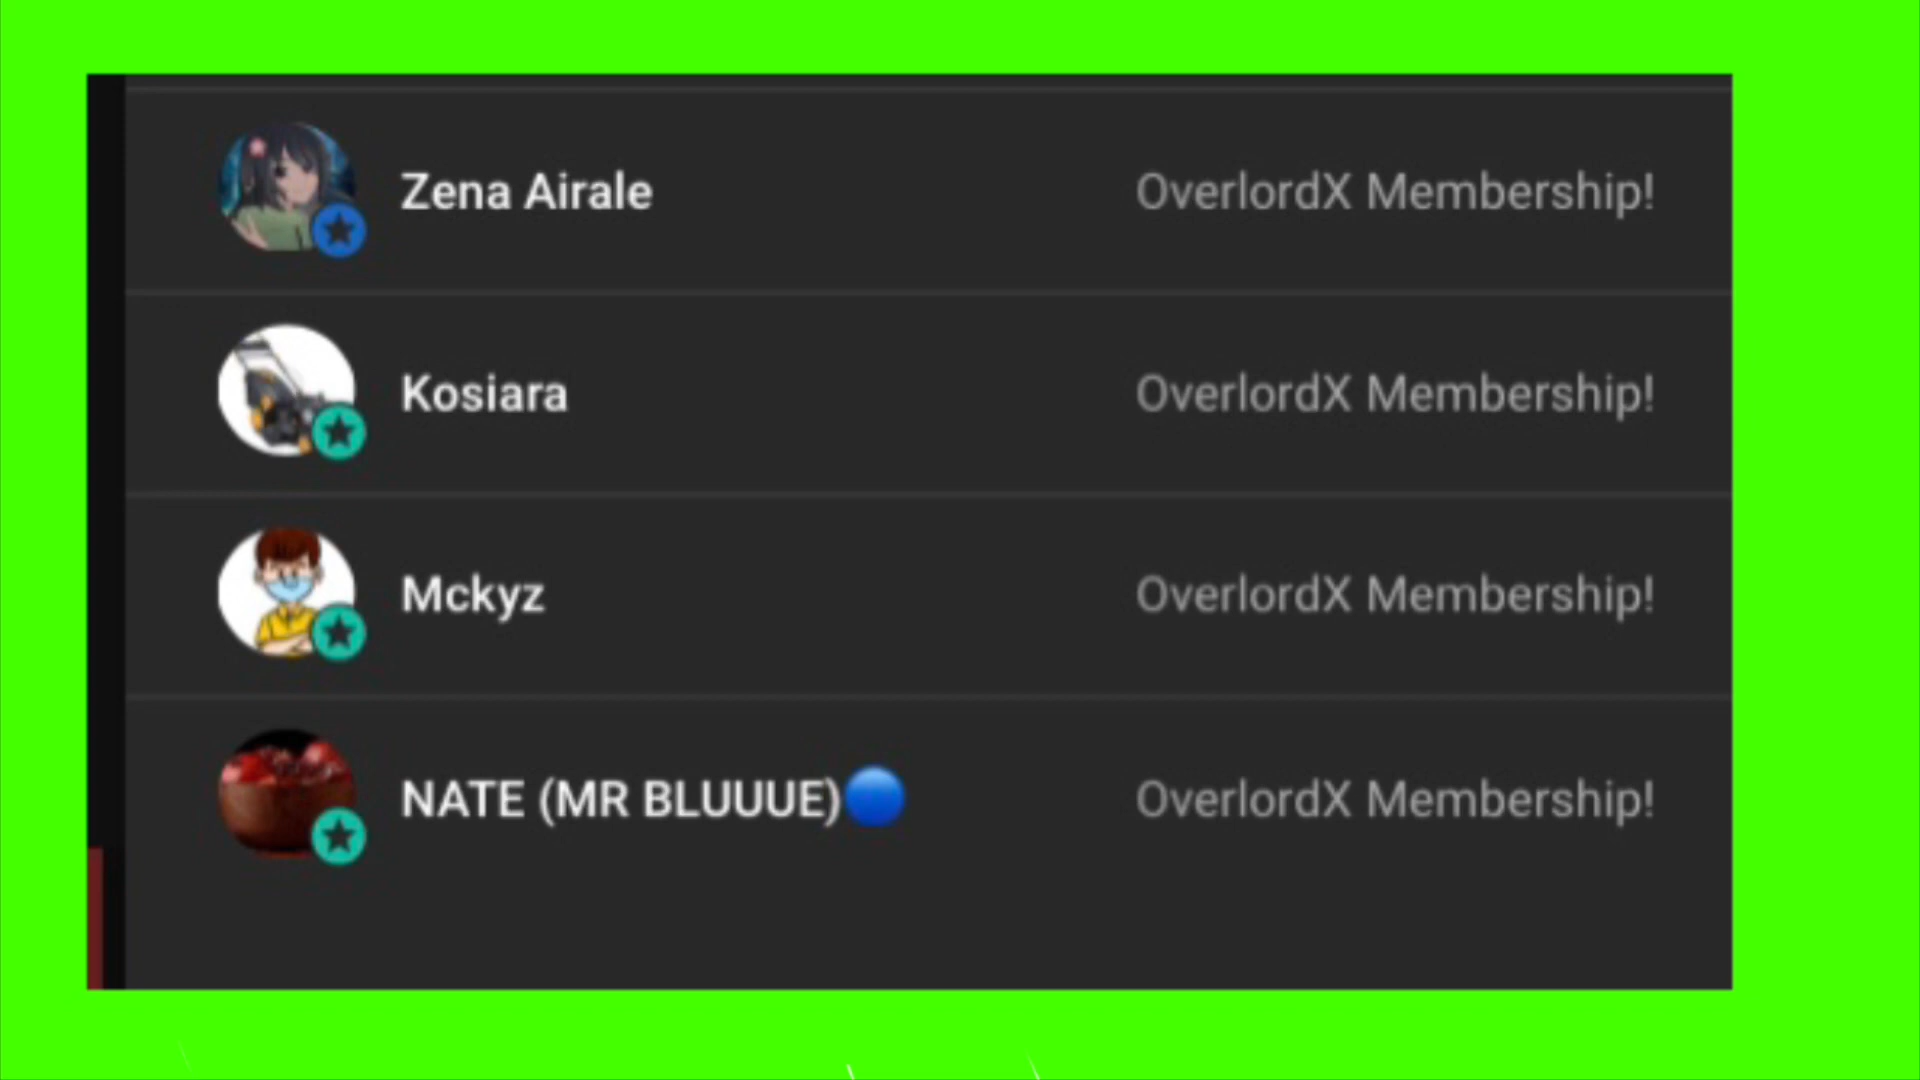 Zena Airale OverlordX Membership!
Kosiara OverlordX Membership!
Mckyz OverlordX Membership!
NATE (MR BLUUUE)🔵 OverlordX Membership!